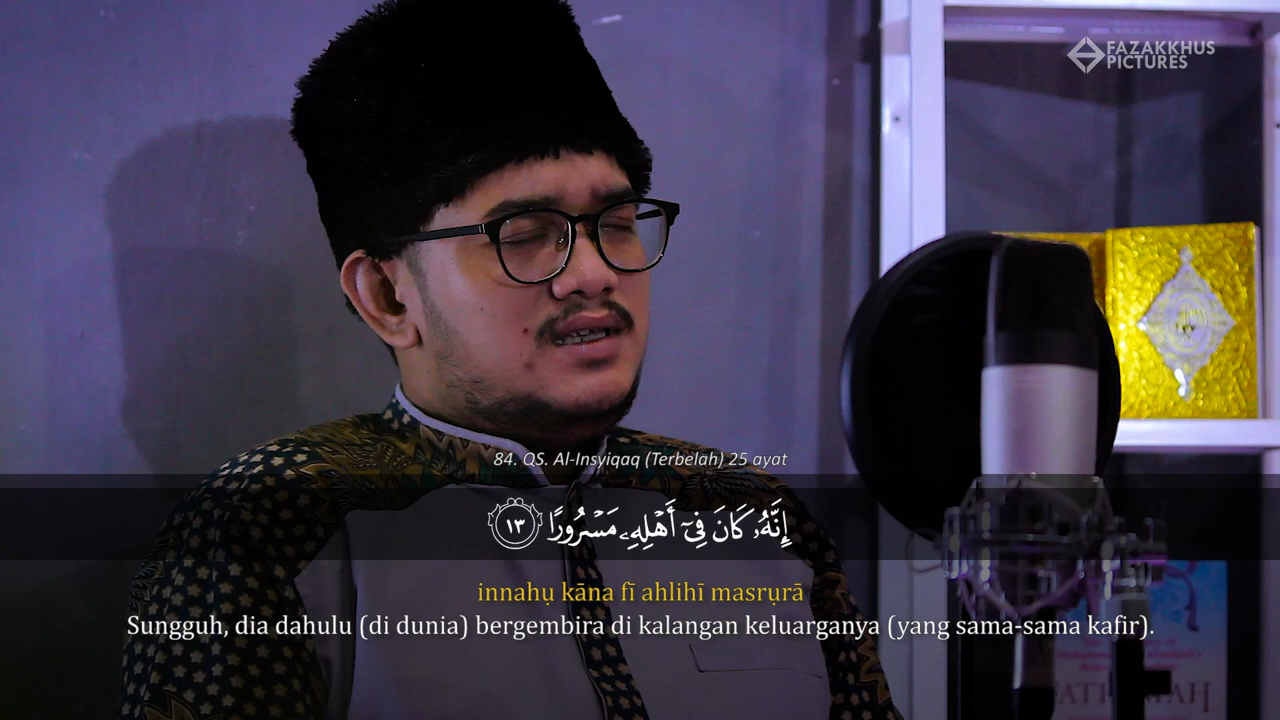 FAZAKKHUS
PICTURES
84. QS. Al-Insyiqaq (Terbelah) 25 ayat
إِنَّهُۥ كَانَ فِىٓ أَهْلِهِۦ مَسْرُورًا ١٣
innahụ kāna fī ahlihī masrụrā
Sungguh, dia dahulu (di dunia) bergembira di kalangan keluarganya (yang sama-sama kafir).